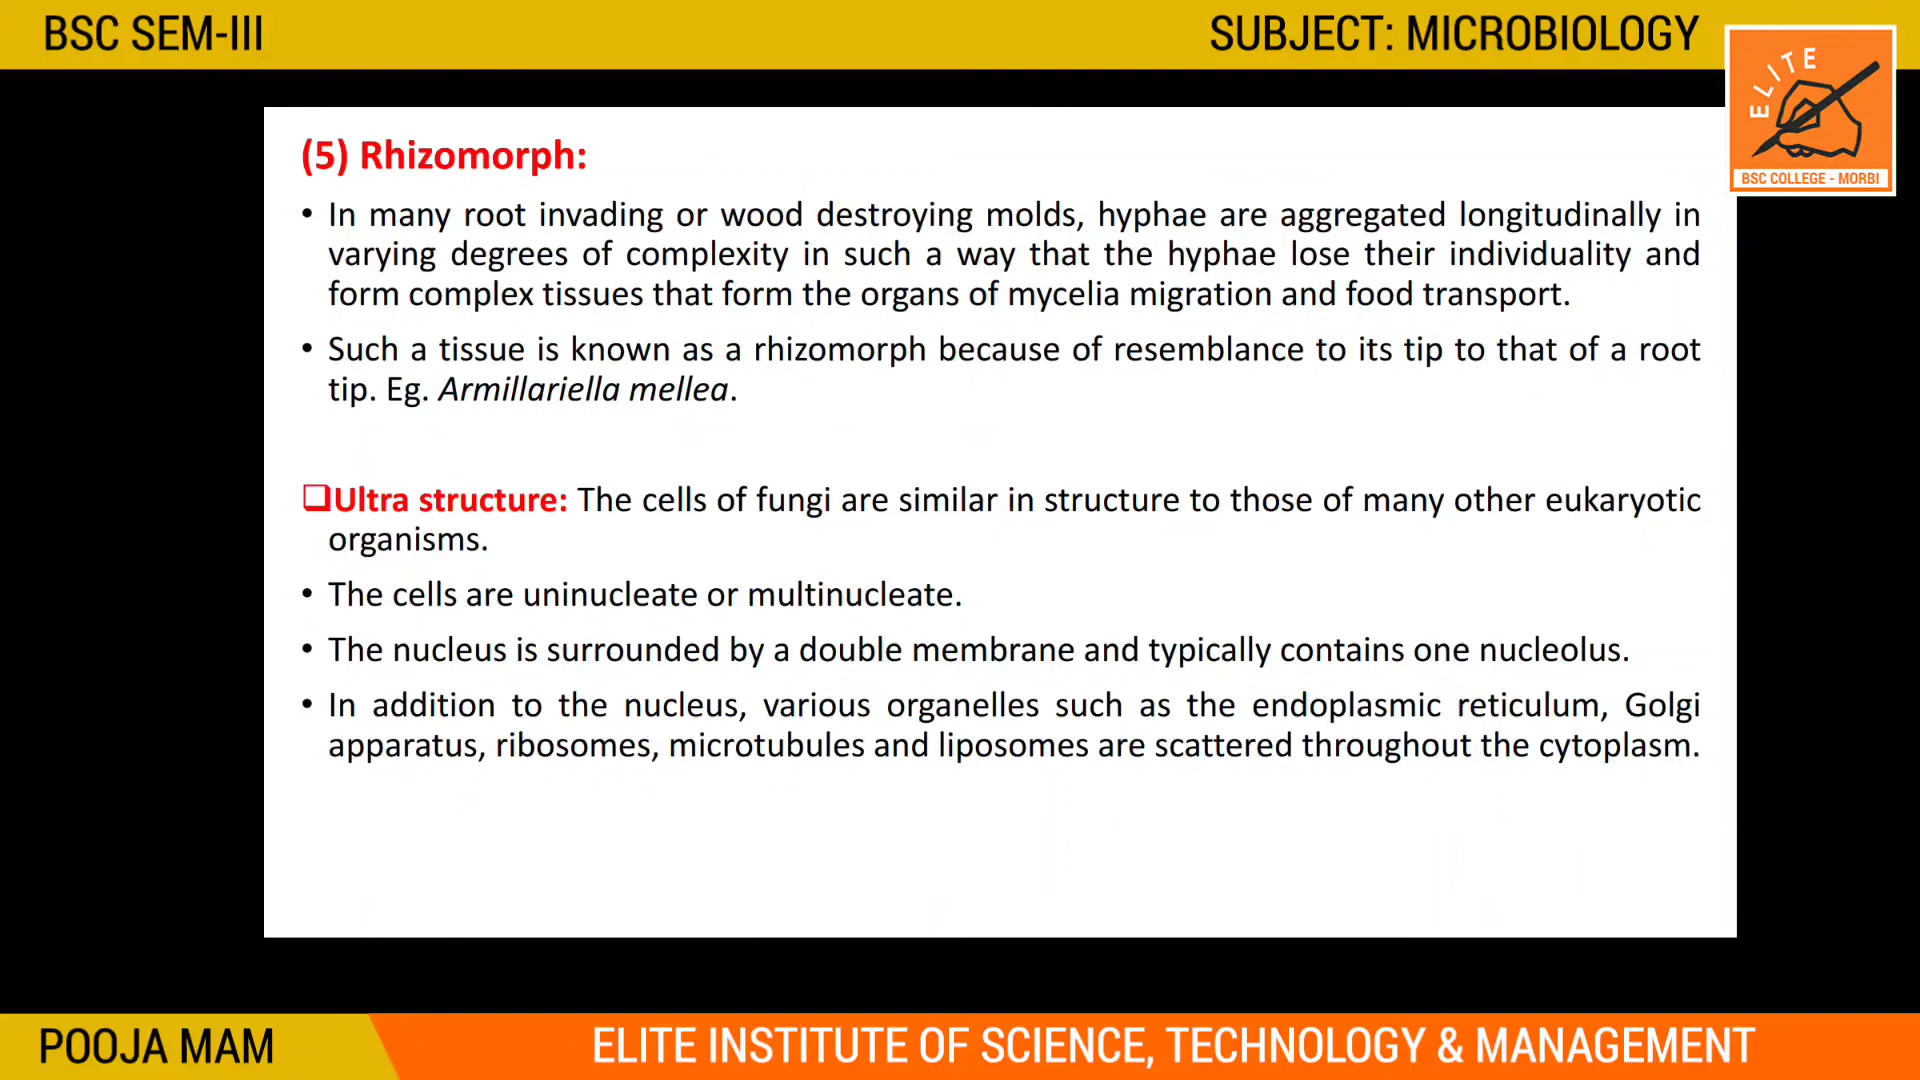 BSC SEM-III
SUBJECT: MICROBIOLOGY
ELITE
BSC COLLEGE - MORBI
(5) Rhizomorph:
• In many root invading or wood destroying molds, hyphae are aggregated longitudinally in
varying degrees of complexity in such a way that the hyphae lose their individuality and
form complex tissues that form the organs of mycelia migration and food transport.
• Such a tissue is known as a rhizomorph because of resemblance to its tip to that of a root
tip. Eg. Armillariella mellea.
❑Ultra structure: The cells of fungi are similar in structure to those of many other eukaryotic
organisms.
• The cells are uninucleate or multinucleate.
• The nucleus is surrounded by a double membrane and typically contains one nucleolus.
• In addition to the nucleus, various organelles such as the endoplasmic reticulum, Golgi
apparatus, ribosomes, microtubules and liposomes are scattered throughout the cytoplasm.
POOJA MAM
ELITE INSTITUTE OF SCIENCE, TECHNOLOGY & MANAGEMENT